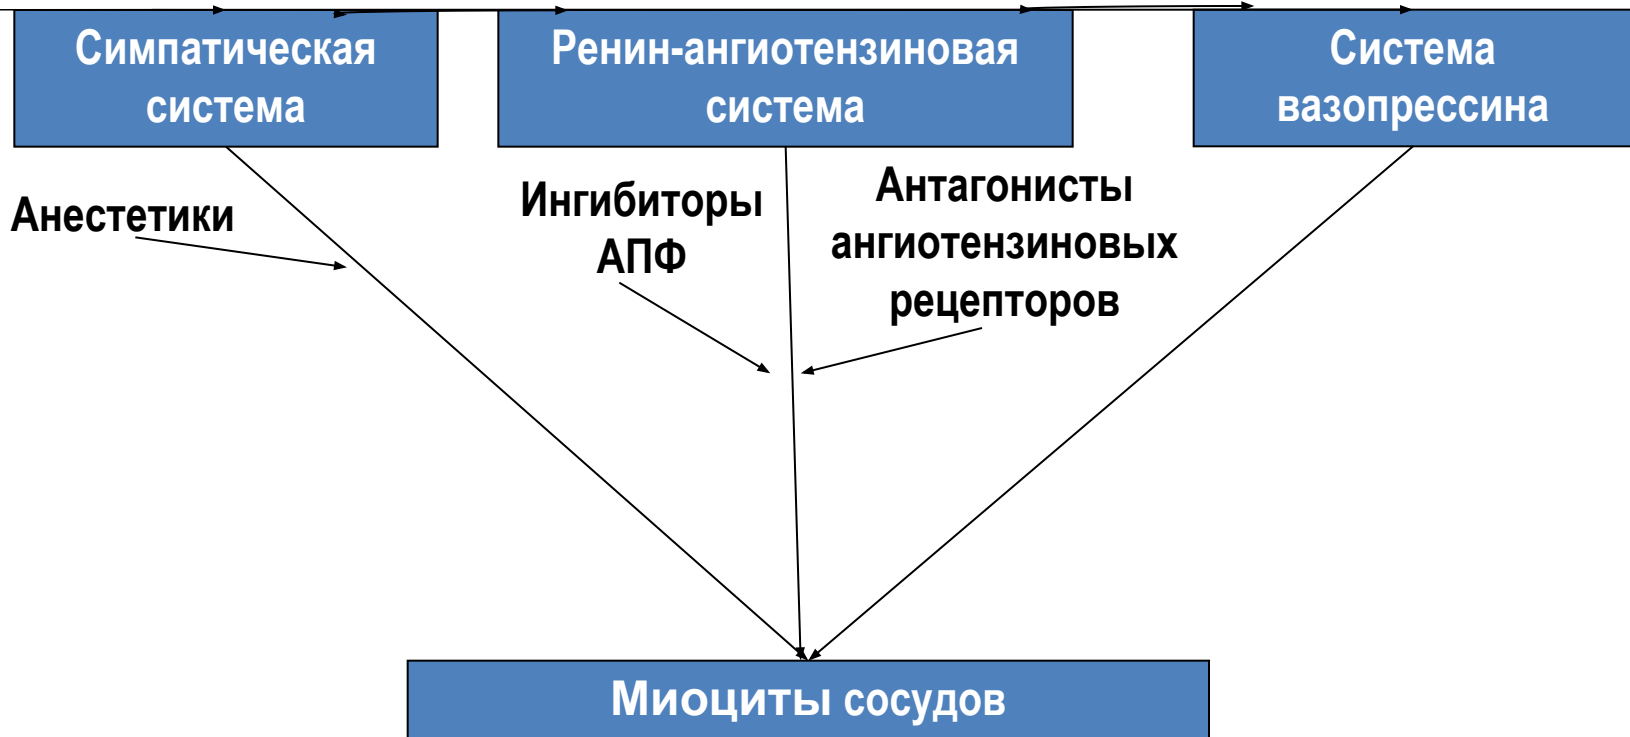 Симпатическая
система
Ренин-ангиотензиновая
система
Система
вазопрессина
Анестетики
Ингибиторы
АПФ
Антагонисты
ангиотензиновых
рецепторов
Миоциты сосудов